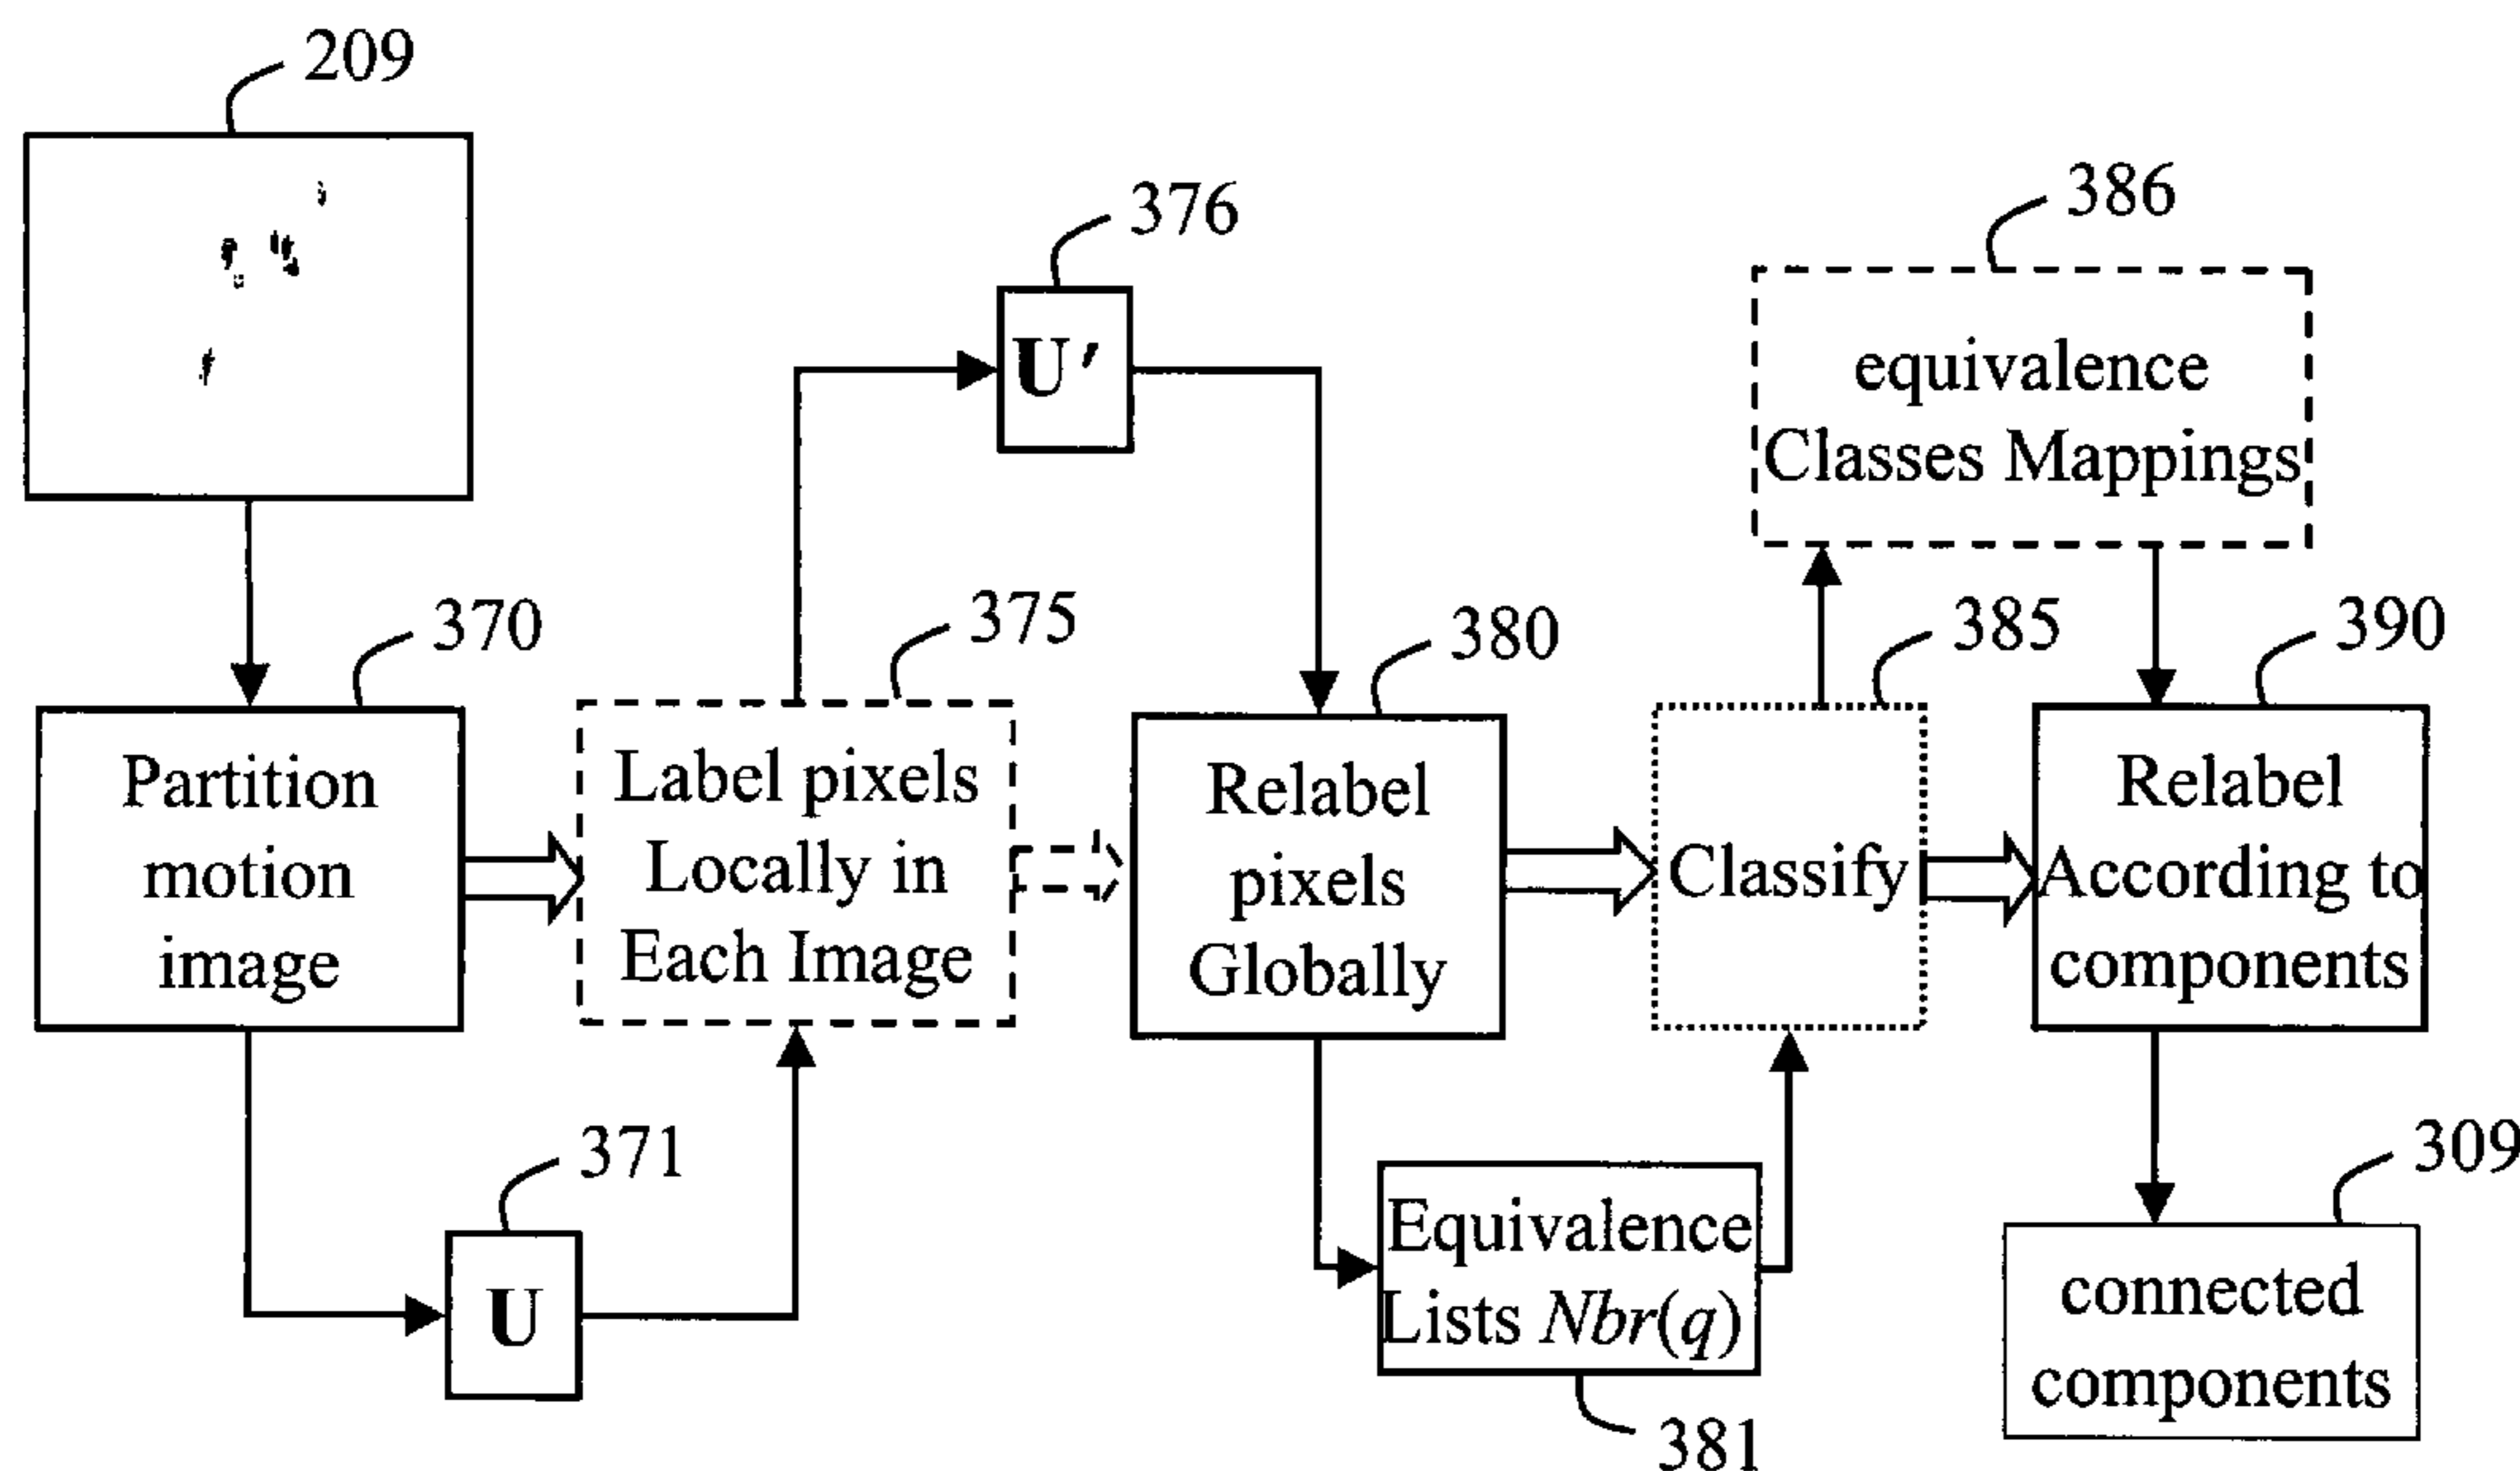 209
376
386
U′
equivalence
Classes Mappings
370
375
380
385
390
Partition
motion
image
Label pixels
Locally in
Each Image
Relabel
pixels
Globally
Classify
Relabel
According to
components
371
U
Equivalence
Lists Nbr(q)
381
309
connected
components